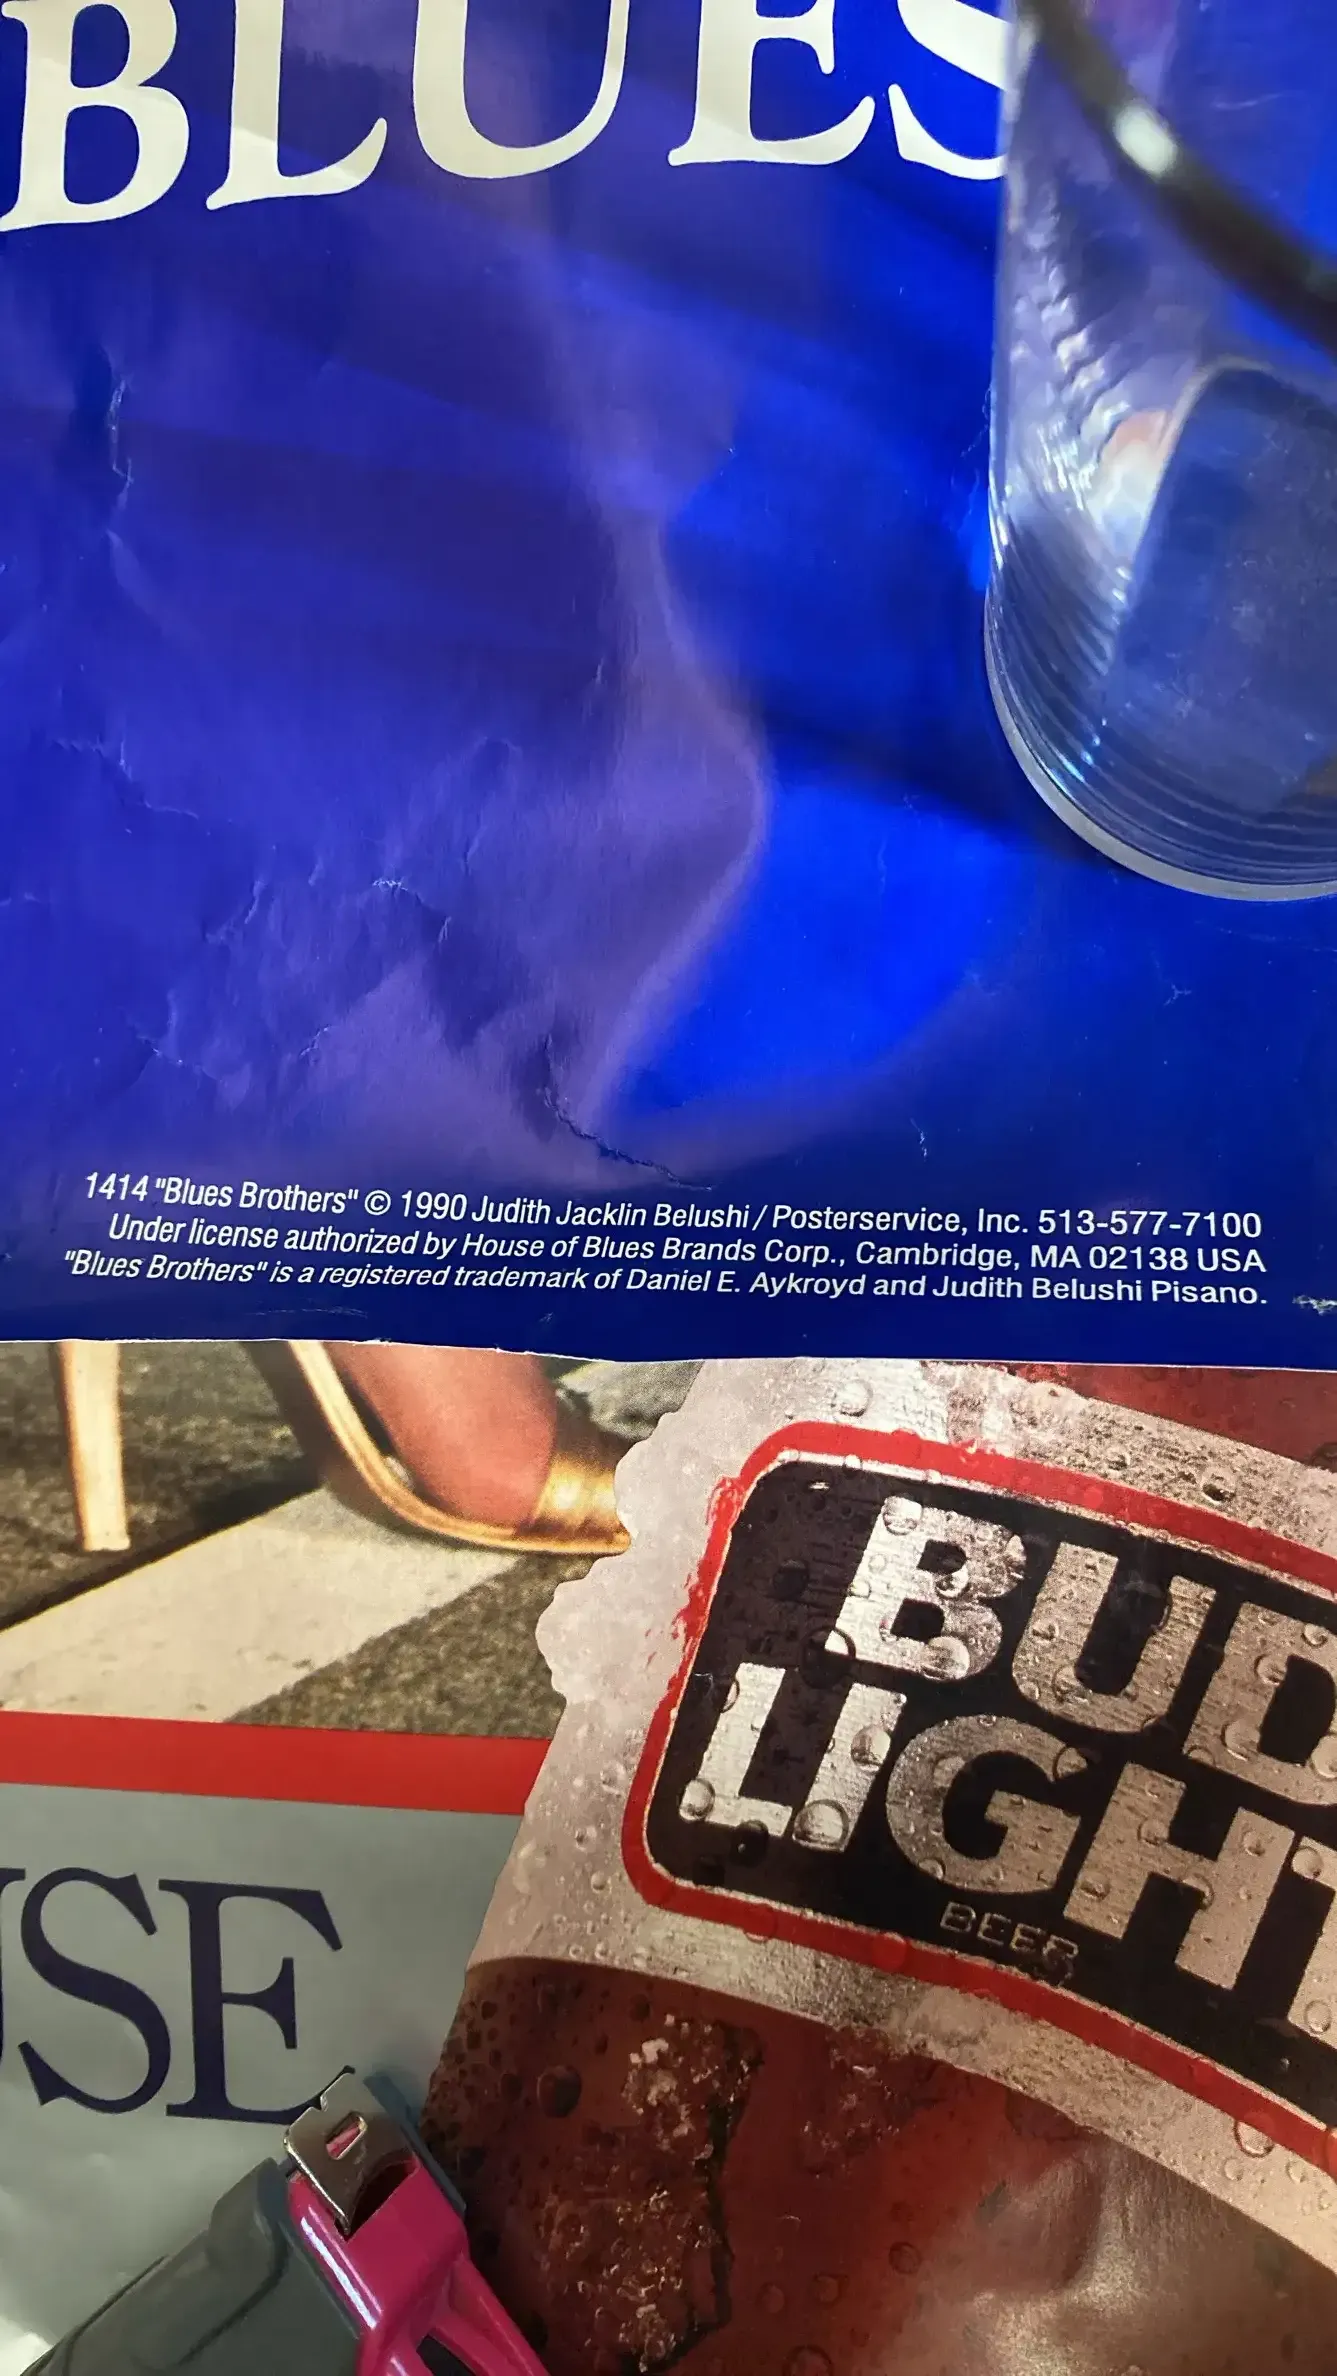 BLUES
1414 "Blues Brothers" © 1990 Judith Jacklin Belushi / Posterservice, Inc. 513-577-7100
Under license authorized by House of Blues Brands Corp., Cambridge, MA 02138 USA
"Blues Brothers" is a registered trademark of Daniel E. Aykroyd and Judith Belushi Pisano.
BUD
LIGHT
BEER
USE